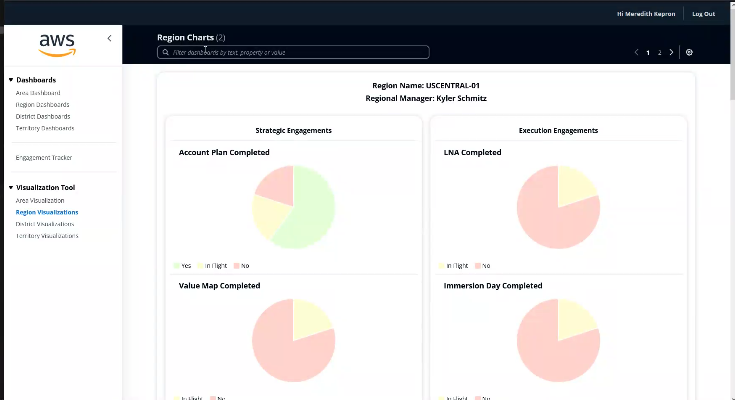 Hi Meredith Kepron
Log Out
aws
Region Charts (2)
Filter dashboards by text, property or value
1 2
Dashboards
Area Dashboard
Region Dashboards
District Dashboards
Territory Dashboards
Engagement Tracker
Visualization Tool
Area Visualization
Region Visualizations
District Visualizations
Territory Visualizations
Region Name: USCENTRAL-01
Regional Manager: Kyler Schmitz
Strategic Engagements
Account Plan Completed
Yes In Flight No
Value Map Completed
In Flight No
Execution Engagements
LNA Completed
In Flight No
Immersion Day Completed
In Flight No